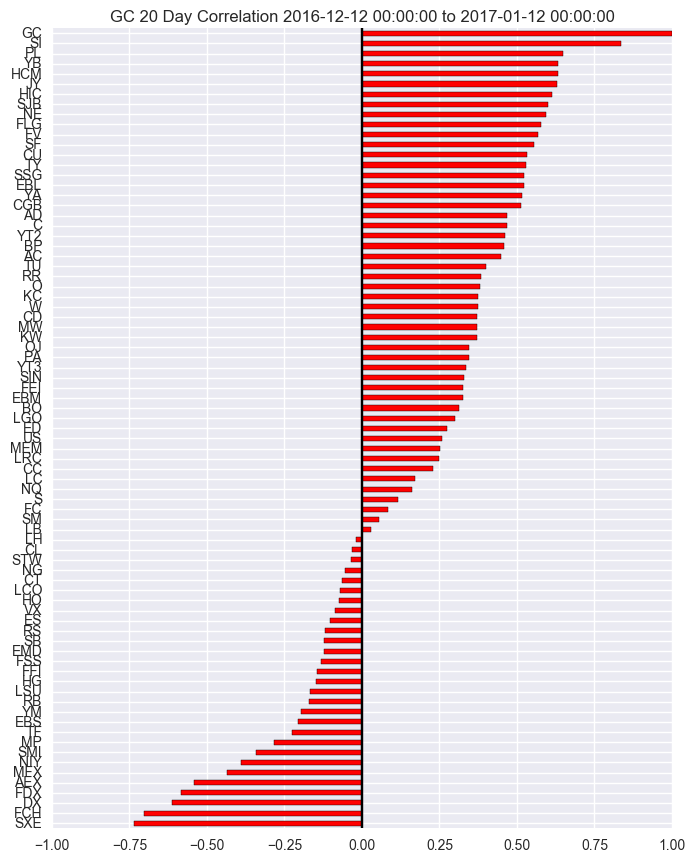 GC 20 Day Correlation 2016-12-12 00:00:00 to 2017-01-12 00:00:00
GC
SI
PL
YB
HCM
JY
HIC
SJB
NE
FLG
FV
SF
CU
TY
SSG
EBL
YA
CGB
AD
C
YT2
BP
AC
TU
RR
O
KC
W
CD
MW
KW
OJ
PA
YT3
SIN
FEI
EBM
BO
LGO
ED
US
MEM
LRC
CC
LC
NQ
S
FC
SM
LB
LH
CL
STW
NG
CT
LCO
HO
VX
ES
RS
SB
EMD
FSS
FFI
HG
LSU
RB
YM
EBS
TF
MP
SMI
NIY
MFX
AEX
FDX
DX
FCH
SXE
−1.00 −0.75 −0.50 −0.25 0.00 0.25 0.50 0.75 1.00